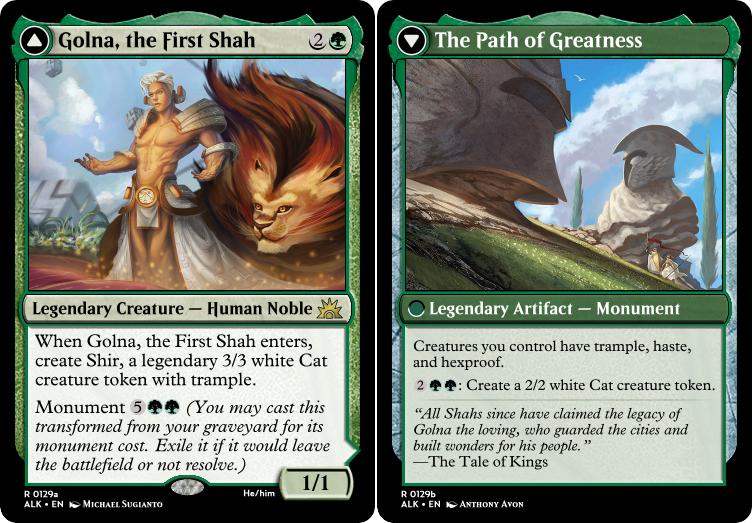 Golna, the First Shah 2
Legendary Creature — Human Noble
When Golna, the First Shah enters,
create Shir, a legendary 3/3 white Cat
creature token with trample.
Monument 5 (You may cast this
transformed from your graveyard for its
monument cost. Exile it if it would leave
the battlefield or not resolve.)
1/1
R 0129a
ALK • EN Michael Sugianto
He/him
The Path of Greatness
Legendary Artifact — Monument
Creatures you control have trample, haste,
and hexproof.
2 : Create a 2/2 white Cat creature token.
“All Shahs since have claimed the legacy of
Golna the loving, who guarded the cities and
built wonders for his people.”
—The Tale of Kings
R 0129b
ALK • EN Anthony Avon